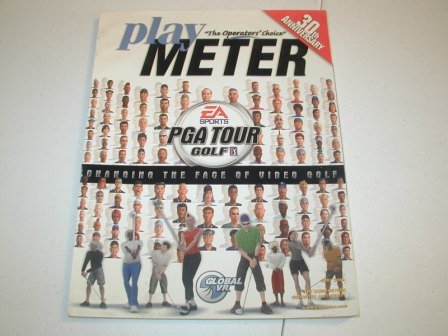 play
"The Operators' Choice"
METER
30th
ANNIVERSARY
EA
SPORTS
PGA TOUR
GOLF
CHANGING THE FACE OF VIDEO GOLF
GLOBAL
VR